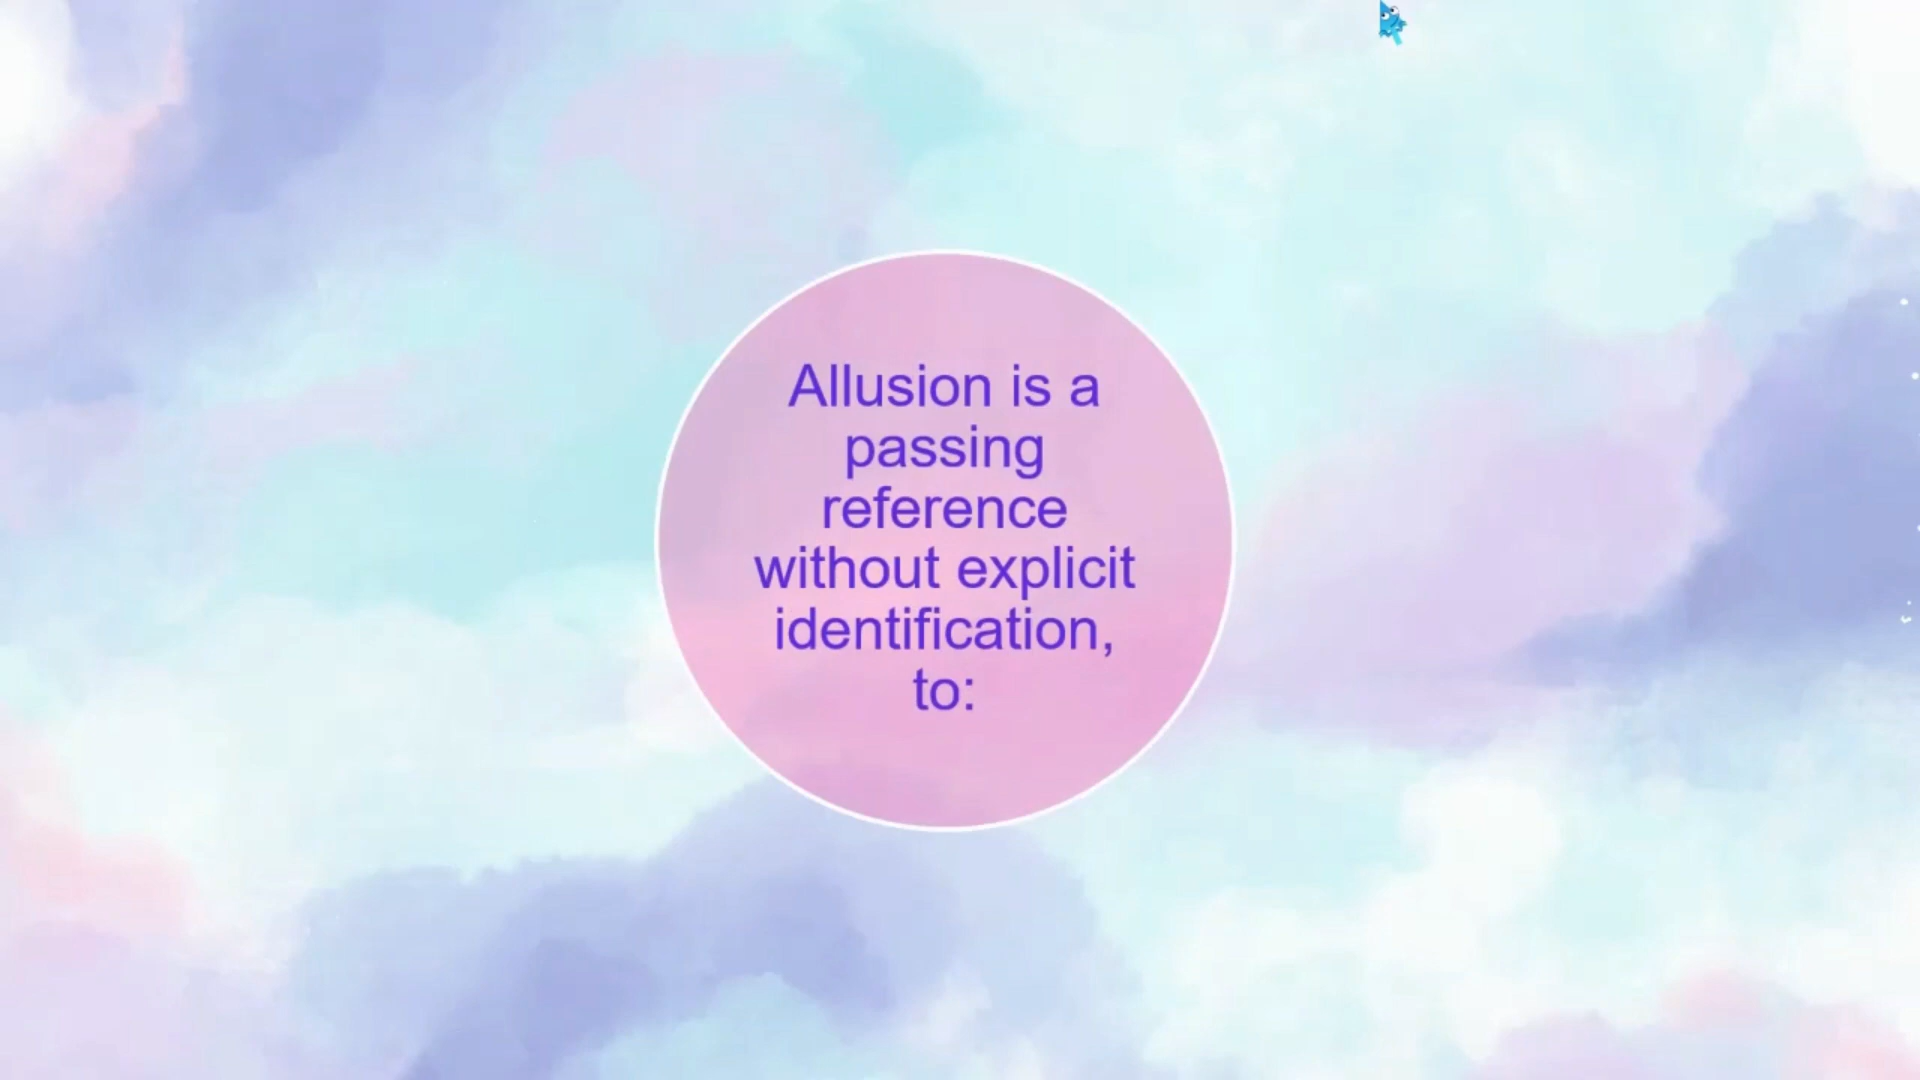 Allusion is a
passing
reference
without explicit
identification,
to: